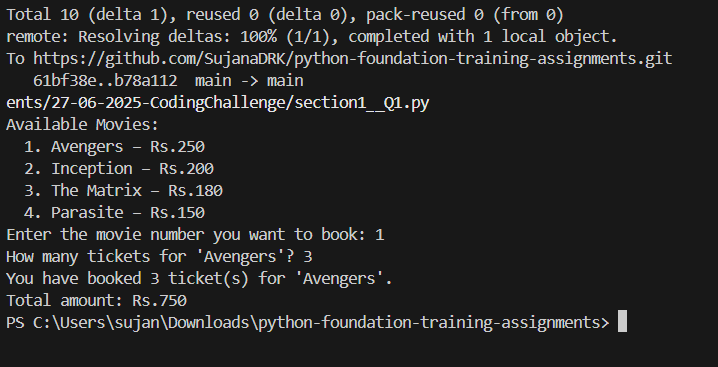 Total 10 (delta 1), reused 0 (delta 0), pack-reused 0 (from 0)
remote: Resolving deltas: 100% (1/1), completed with 1 local object.
To https://github.com/SujanaDRK/python-foundation-training-assignments.git
   61bf38e..b78a112  main -> main
ents/27-06-2025-CodingChallenge/section1__Q1.py
Available Movies:
  1. Avengers – Rs.250
  2. Inception – Rs.200
  3. The Matrix – Rs.180
  4. Parasite – Rs.150
Enter the movie number you want to book: 1
How many tickets for 'Avengers'? 3
You have booked 3 ticket(s) for 'Avengers'.
Total amount: Rs.750
PS C:\Users\sujan\Downloads\python-foundation-training-assignments>